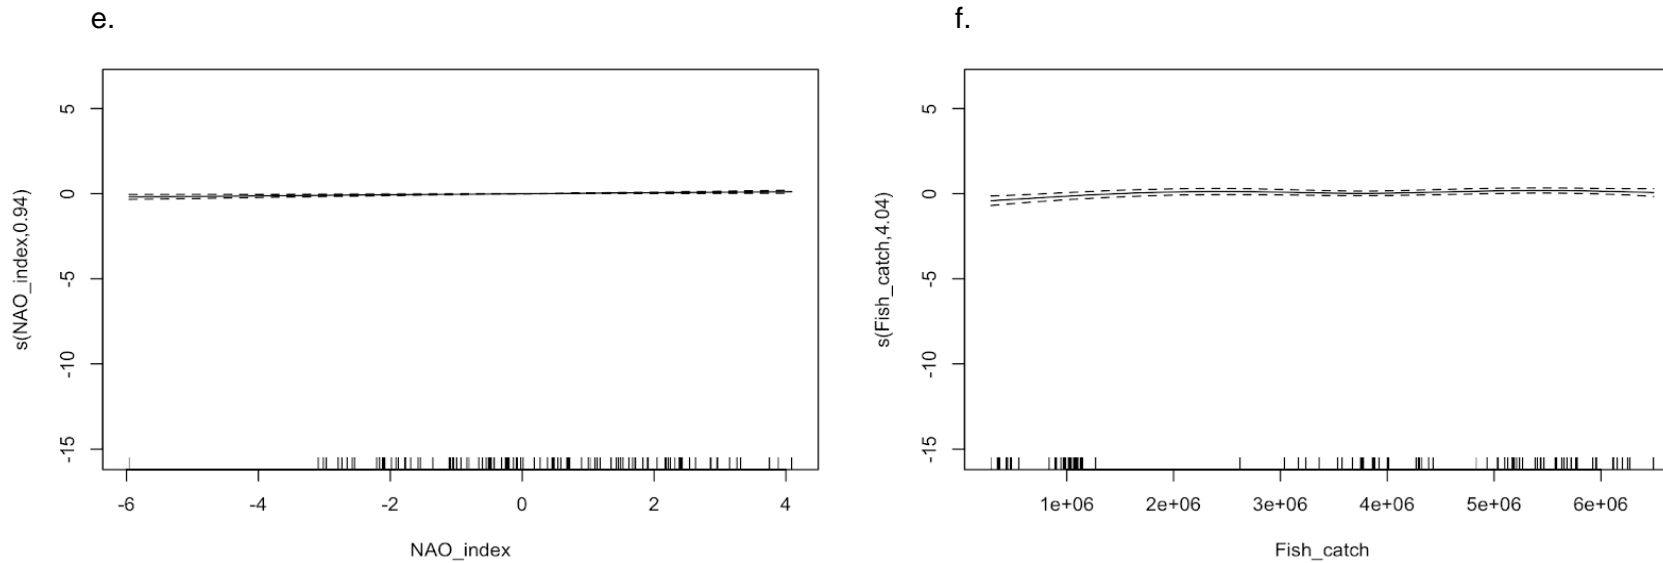 e.
5
0
-5
-10
-15
s(NAO_index,0.94)
-6 -4 -2 0 2 4
NAO_index
f.
5
0
-5
-10
-15
s(Fish_catch,4.04)
1e+06 2e+06 3e+06 4e+06 5e+06 6e+06
Fish_catch